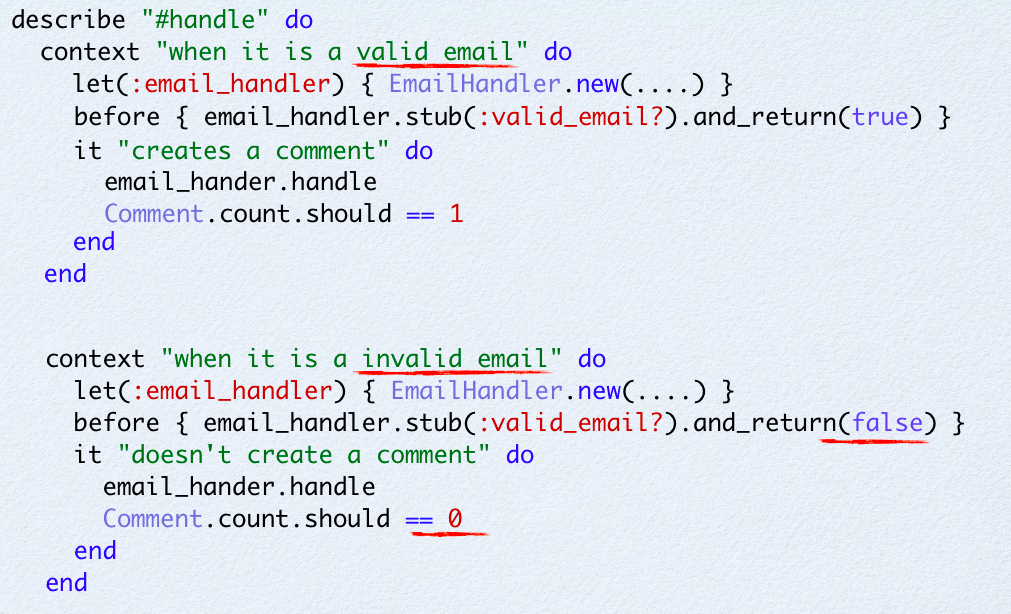 describe "#handle" do
context "when it is a valid email" do
let(:email_handler) { EmailHandler.new(....) }
before { email_handler.stub(:valid_email?).and_return(true) }
it "creates a comment" do
email_hander.handle
Comment.count.should == 1
end
end
context "when it is a invalid email" do
let(:email_handler) { EmailHandler.new(....) }
before { email_handler.stub(:valid_email?).and_return(false) }
it "doesn't create a comment" do
email_hander.handle
Comment.count.should == 0
end
end